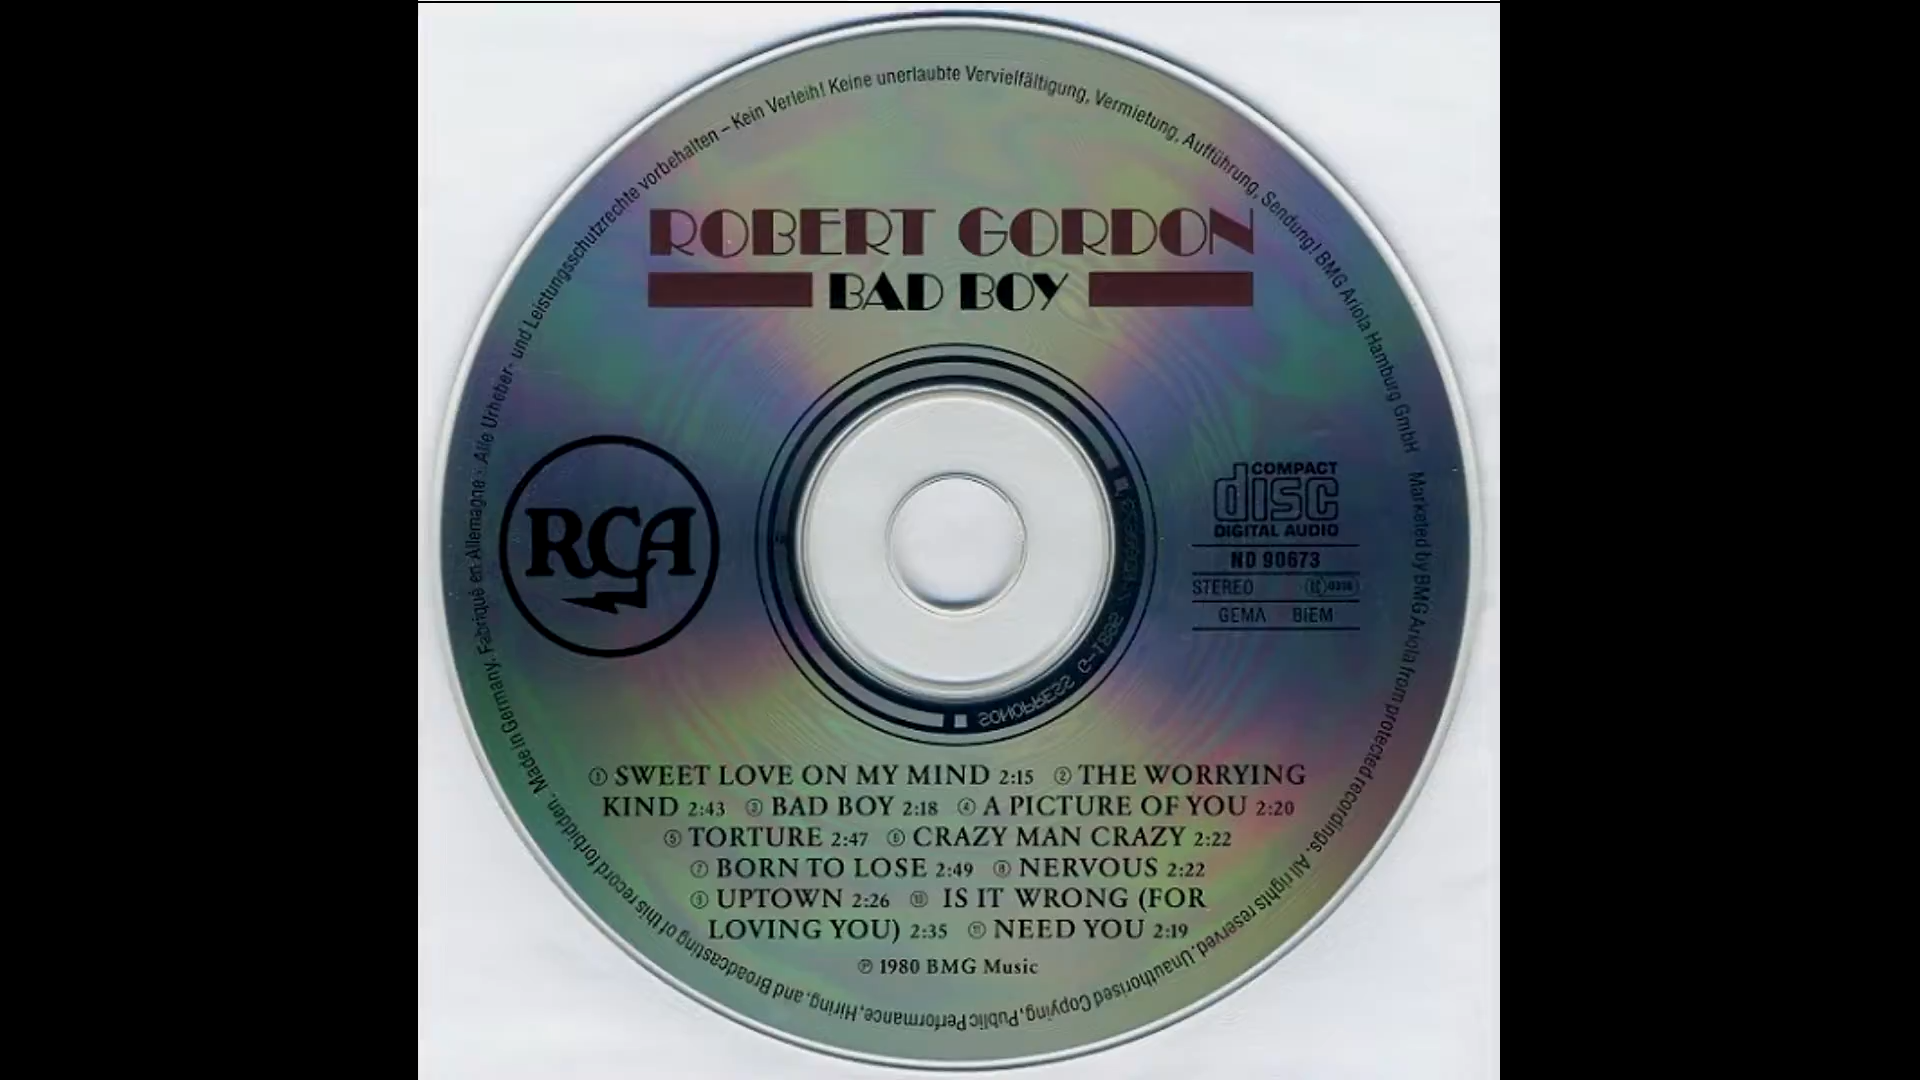 Alle Urheber- und Leistungsschutzrechte vorbehalten – Kein Verleih! Keine unerlaubte Vervielfältigung, Vermietung, Aufführung, Sendung! BMG Ariola Hamburg GmbH
ROBERT GORDON
BAD BOY
RCA
COMPACT
disc
DIGITAL AUDIO
ND 90673
STEREO
GEMA BIEM
SONOPRESS
① SWEET LOVE ON MY MIND 2:15 ② THE WORRYING
KIND 2:43 ③ BAD BOY 2:18 ④ A PICTURE OF YOU 2:20
⑤ TORTURE 2:47 ⑥ CRAZY MAN CRAZY 2:22
⑦ BORN TO LOSE 2:49 ⑧ NERVOUS 2:22
⑨ UPTOWN 2:26 ⑩ IS IT WRONG (FOR
LOVING YOU) 2:35 ⑪ NEED YOU 2:19
℗ 1980 BMG Music
Marketed by BMG Ariola from protected recordings. All rights reserved. Unauthorised Copying, Public Performance, Hiring, and Broadcasting of this record forbidden. Made in Germany. Fabriqué en Allemagne.